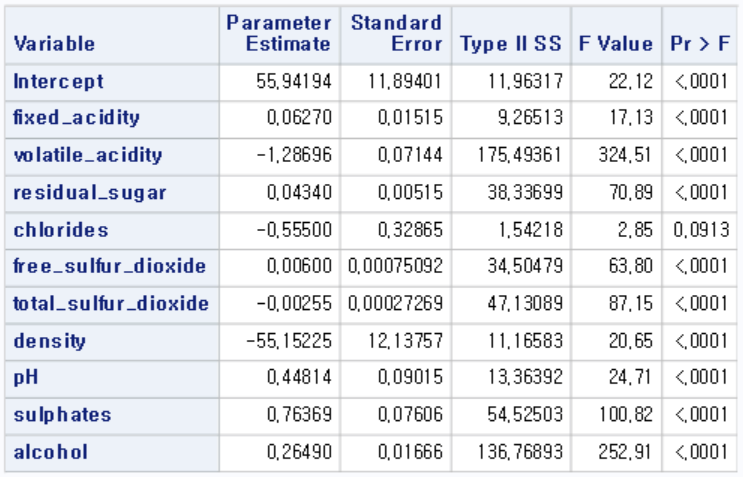 Variable Parameter Estimate Standard Error Type II SS F Value Pr > F
Intercept 55,94194 11,89401 11,96317 22,12 <,0001
fixed_acidity 0,06270 0,01515 9,26513 17,13 <,0001
volatile_acidity -1,28696 0,07144 175,49361 324,51 <,0001
residual_sugar 0,04340 0,00515 38,33699 70,89 <,0001
chlorides -0,55500 0,32865 1,54218 2,85 0,0913
free_sulfur_dioxide 0,00600 0,00075092 34,50479 63,80 <,0001
total_sulfur_dioxide -0,00255 0,00027269 47,13089 87,15 <,0001
density -55,15225 12,13757 11,16583 20,65 <,0001
pH 0,44814 0,09015 13,36392 24,71 <,0001
sulphates 0,76369 0,07606 54,52503 100,82 <,0001
alcohol 0,26490 0,01666 136,76893 252,91 <,0001